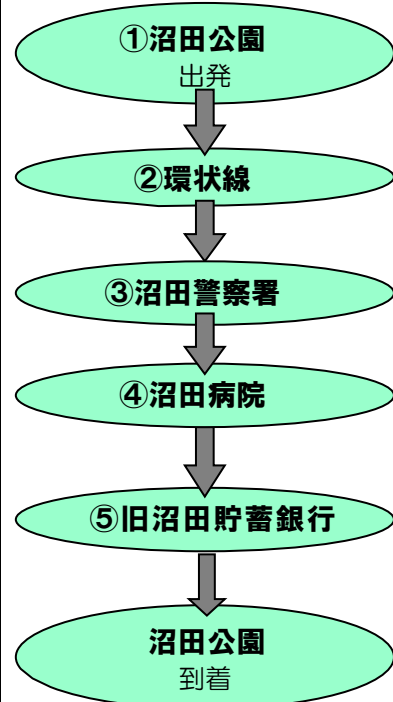 ①沼田公園
出発
②環状線
③沼田警察署
④沼田病院
⑤旧沼田貯蓄銀行
沼田公園
到着